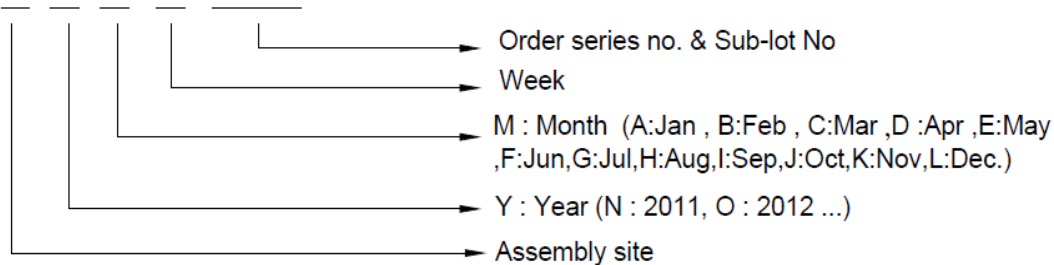 Order series no. & Sub-lot No
Week
M : Month (A:Jan , B:Feb , C:Mar ,D :Apr ,E:May
,F:Jun,G:Jul,H:Aug,I:Sep,J:Oct,K:Nov,L:Dec.)
Y : Year (N : 2011, O : 2012 ...)
Assembly site